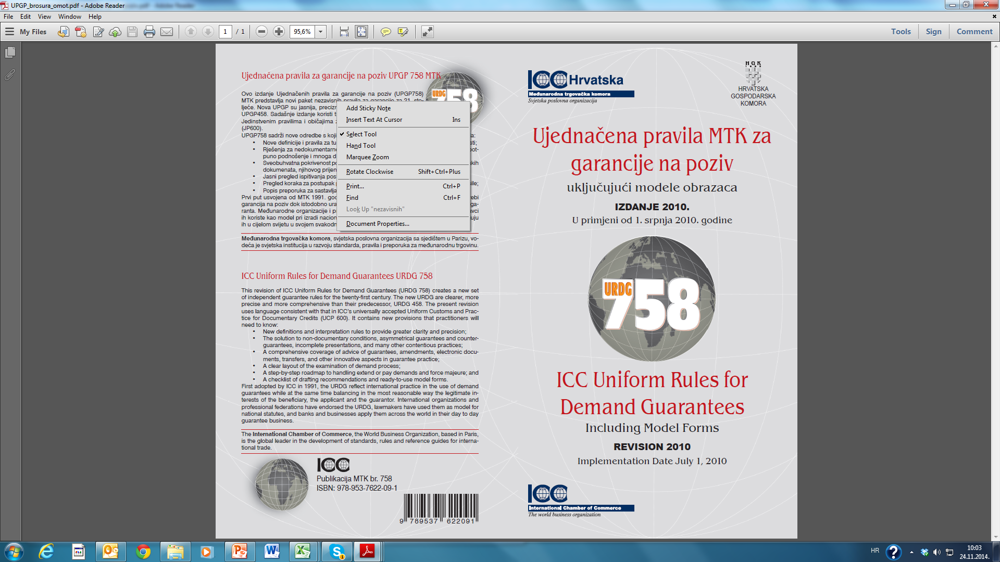 UPGP_brosura_omot.pdf - Adobe Reader
File Edit View Window Help
My Files
1 / 1
95,6%
Tools Sign Comment
Ujednačena pravila za garancije na poziv UPGP 758 MTK
Ovo izdanje Ujednačenih pravila za garancije na poziv (UPGP758)
MTK predstavlja novi paket nezavisnih pravila za garancije za 21. sto-
ljeće. Nova UPGP su jasnija, precizn
UPGP458. Sadašnje izdanje koristi t
Jedinstvenim pravilima i običajima z
(JP600).
UPGP758 sadrži nove odredbe s koji a:
• Nove definicije i pravila za tu sti;
• Rješenja za nedokumentarne pot-
puno podnošenje i mnoga d
• Sveobuhvatna pokrivenost po skih
dokumenata, njihovog prijen
• Jasni pregled ispitivanja pos
• Pregled koraka za postupak sile;
• Popis preporuka za sastavlja
Prvi put usvojena od MTK 1991. god ebi
garancija na poziv dok istodobno ura ga-
ranta. Međunarodne organizacije i p avci
ih koriste kao model pri izradi nacion uju
ih u cijelom svijetu u svojem svakodn
Add Sticky Note
Insert Text At Cursor Ins
Select Tool
Hand Tool
Marquee Zoom
Rotate Clockwise Shift+Ctrl+Plus
Print... Ctrl+P
Find Ctrl+F
Look Up "nezavisnih"
Document Properties...
Međunarodna trgovačka komora, svjetska poslovna organizacija sa sjedištem u Parizu, vo-
deća je svjetska institucija u razvoju standarda, pravila i preporuka za međunarodnu trgovinu.
ICC Uniform Rules for Demand Guarantees URDG 758
This revision of ICC Uniform Rules for Demand Guarantees (URDG 758) creates a new set
of independent guarantee rules for the twenty-first century. The new URDG are clearer, more
precise and more comprehensive than their predecessor, URDG 458. The present revision
uses language consistent with that in ICC's universally accepted Uniform Customs and Prac-
tice for Documentary Credits (UCP 600). It contains new provisions that practitioners will
need to know:
• New definitions and interpretation rules to provide greater clarity and precision;
• The solution to non-documentary conditions, asymmetrical guarantees and counter-
guarantees, incomplete presentations, and many other contentious practices;
• A comprehensive coverage of advice of guarantees, amendments, electronic docu-
ments, transfers, and other innovative aspects in guarantee practice;
• A clear layout of the examination of demand process;
• A step-by-step roadmap to handling extend or pay demands and force majeure; and
• A checklist of drafting recommendations and ready-to-use model forms.
First adopted by ICC in 1991, the URDG reflect international practice in the use of demand
guarantees while at the same time balancing in the most reasonable way the legitimate in-
terests of the beneficiary, the applicant and the guarantor. International organizations and
professional federations have endorsed the URDG, lawmakers have used them as model for
national statutes, and banks and businesses apply them across the world in their day to day
guarantee business.
The International Chamber of Commerce, the World Business Organization, based in Paris,
is the global leader in the development of standards, rules and reference guides for interna-
tional trade.
ICC
Publikacija MTK br. 758
ISBN: 978-953-7622-09-1
9 789537 622091
ICC Hrvatska
Međunarodna trgovačka komora
Svjetska poslovna organizacija
HGK
HRVATSKA
GOSPODARSKA
KOMORA
Ujednačena pravila MTK za
garancije na poziv
uključujući modele obrazaca
IZDANJE 2010.
U primjeni od 1. srpnja 2010. godine
URDG
758
ICC Uniform Rules for
Demand Guarantees
Including Model Forms
REVISION 2010
Implementation Date July 1, 2010
ICC
International Chamber of Commerce
The world business organization
HR
10:03
24.11.2014.